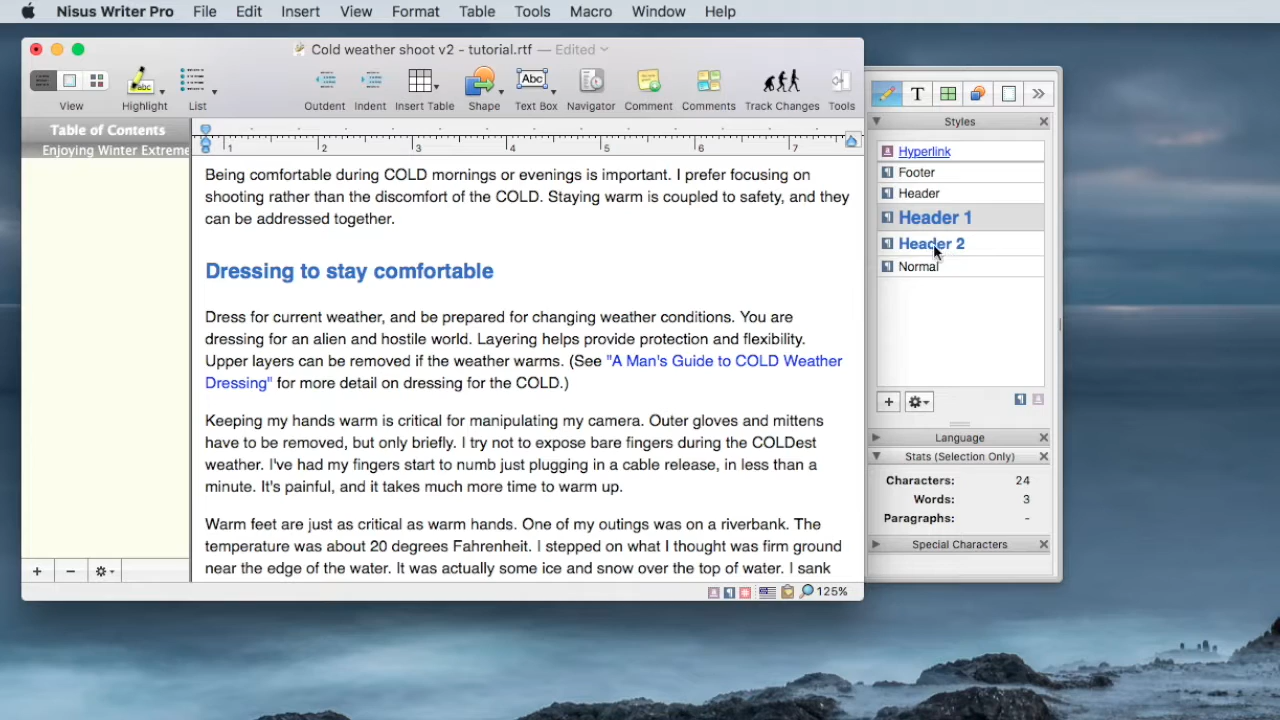 Nisus Writer Pro File Edit Insert View Format Table Tools Macro Window Help
Cold weather shoot v2 - tutorial.rtf — Edited
abc
Abc
View Highlight List Outdent Indent Insert Table Shape Text Box Navigator Comment Comments Track Changes Tools
Table of Contents
Enjoying Winter Extreme
1 2 3 4 5 6 7
Being comfortable during COLD mornings or evenings is important. I prefer focusing on
shooting rather than the discomfort of the COLD. Staying warm is coupled to safety, and they
can be addressed together.
Dressing to stay comfortable
Dress for current weather, and be prepared for changing weather conditions. You are
dressing for an alien and hostile world. Layering helps provide protection and flexibility.
Upper layers can be removed if the weather warms. (See "A Man's Guide to COLD Weather
Dressing" for more detail on dressing for the COLD.)
Keeping my hands warm is critical for manipulating my camera. Outer gloves and mittens
have to be removed, but only briefly. I try not to expose bare fingers during the COLDest
weather. I've had my fingers start to numb just plugging in a cable release, in less than a
minute. It's painful, and it takes much more time to warm up.
Warm feet are just as critical as warm hands. One of my outings was on a riverbank. The
temperature was about 20 degrees Fahrenheit. I stepped on what I thought was firm ground
near the edge of the water. It was actually some ice and snow over the top of water. I sank
125%
Styles
Hyperlink
Footer
Header
Header 1
Header 2
Normal
Language
Stats (Selection Only)
Characters: 24
Words: 3
Paragraphs: -
Special Characters